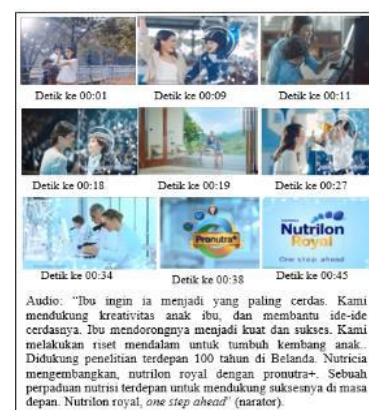 Detik ke 00:01 Detik ke 00:09 Detik ke 00:11
Detik ke 00:18 Detik ke 00:19 Detik ke 00:27
Pronutra+
Nutrilon
Royal
One step ahead
Detik ke 00:34 Detik ke 00:38 Detik ke 00:45
Audio: "Ibu ingin ia menjadi yang paling cerdas. Kami
mendukung kreativitas anak ibu, dan membantu ide-ide
cerdasnya. Ibu mendorongnya menjadi kuat dan sukses. Kami
melakukan riset mendalam untuk tumbuh kembang anak..
Didukung penelitian terdepan 100 tahun di Belanda. Nutricia
mengembangkan, nutrilon royal dengan pronutra+. Sebuah
perpaduan nutrisi terdepan untuk mendukung suksesnya di masa
depan. Nutrilon royal, one step ahead" (narator).